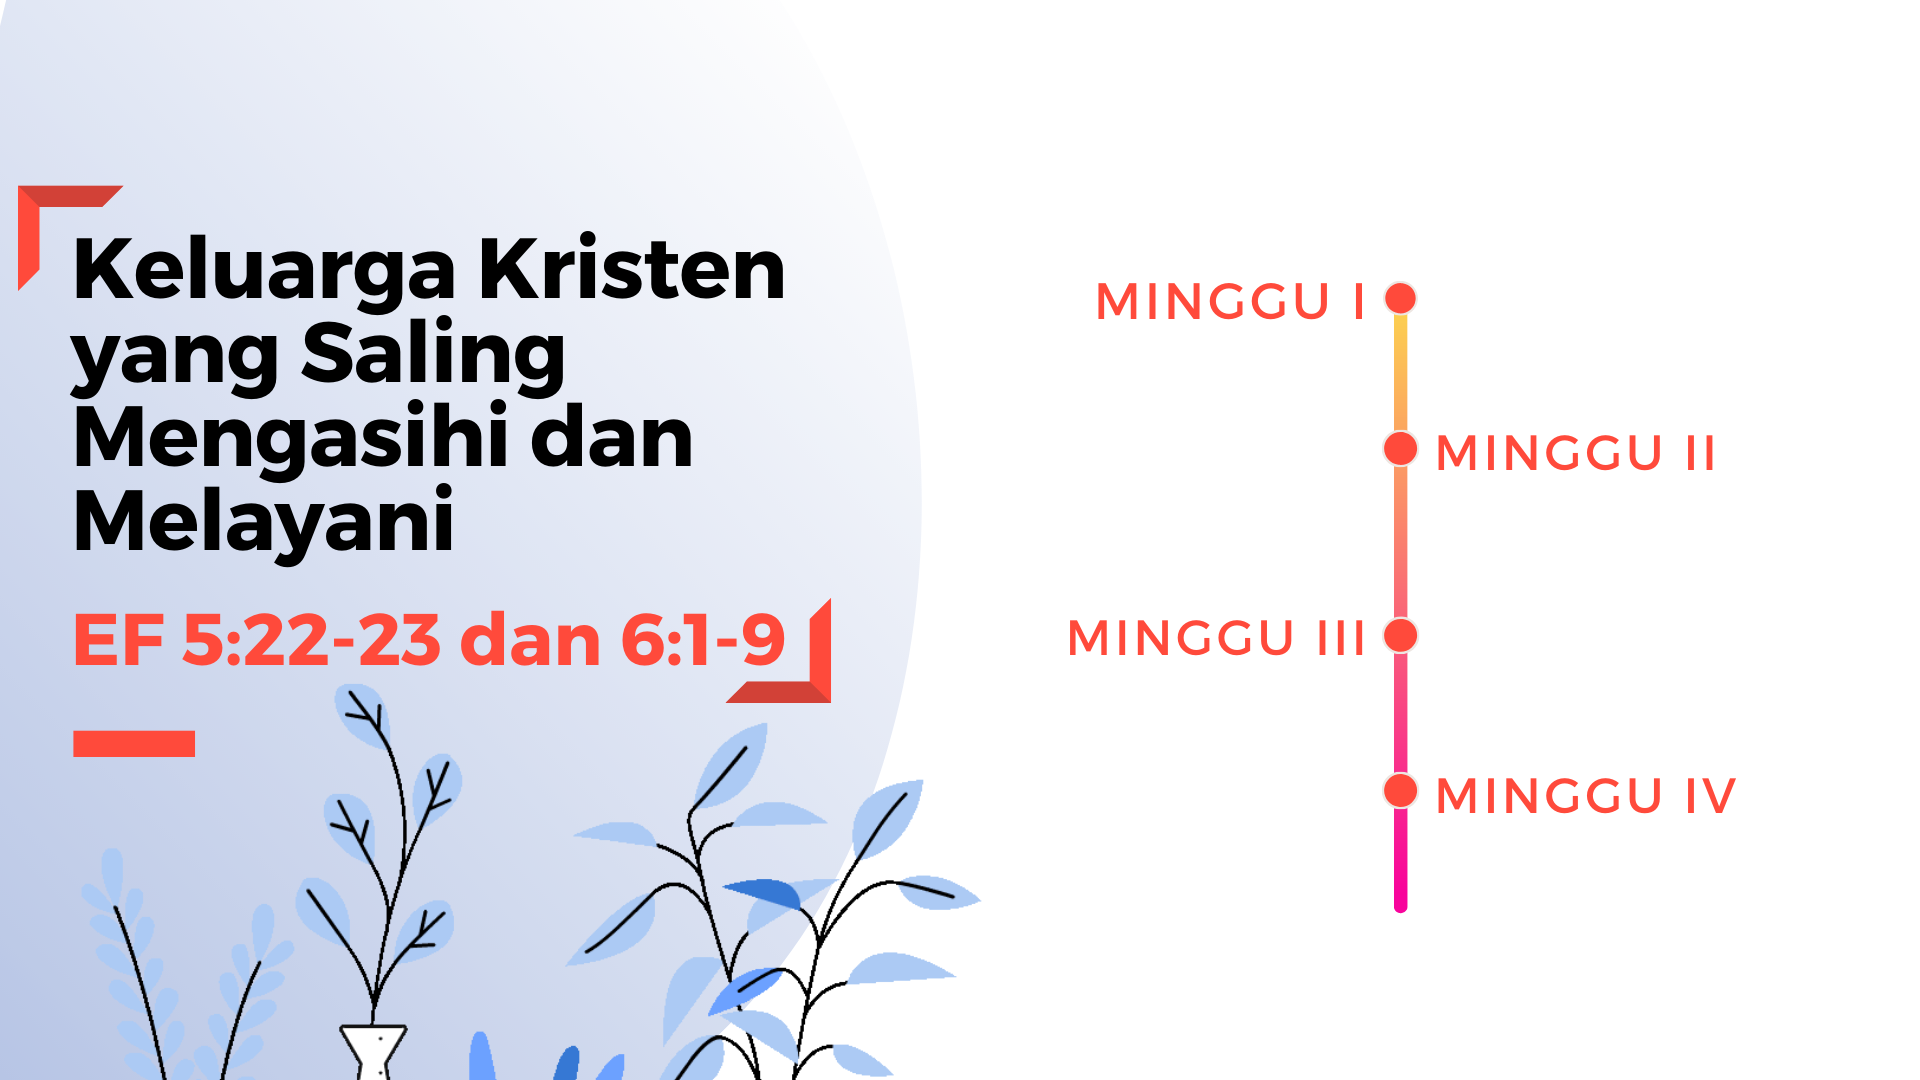 Keluarga Kristen
yang Saling
Mengasihi dan
Melayani
EF 5:22-23 dan 6:1-9
MINGGU I
MINGGU II
MINGGU III
MINGGU IV